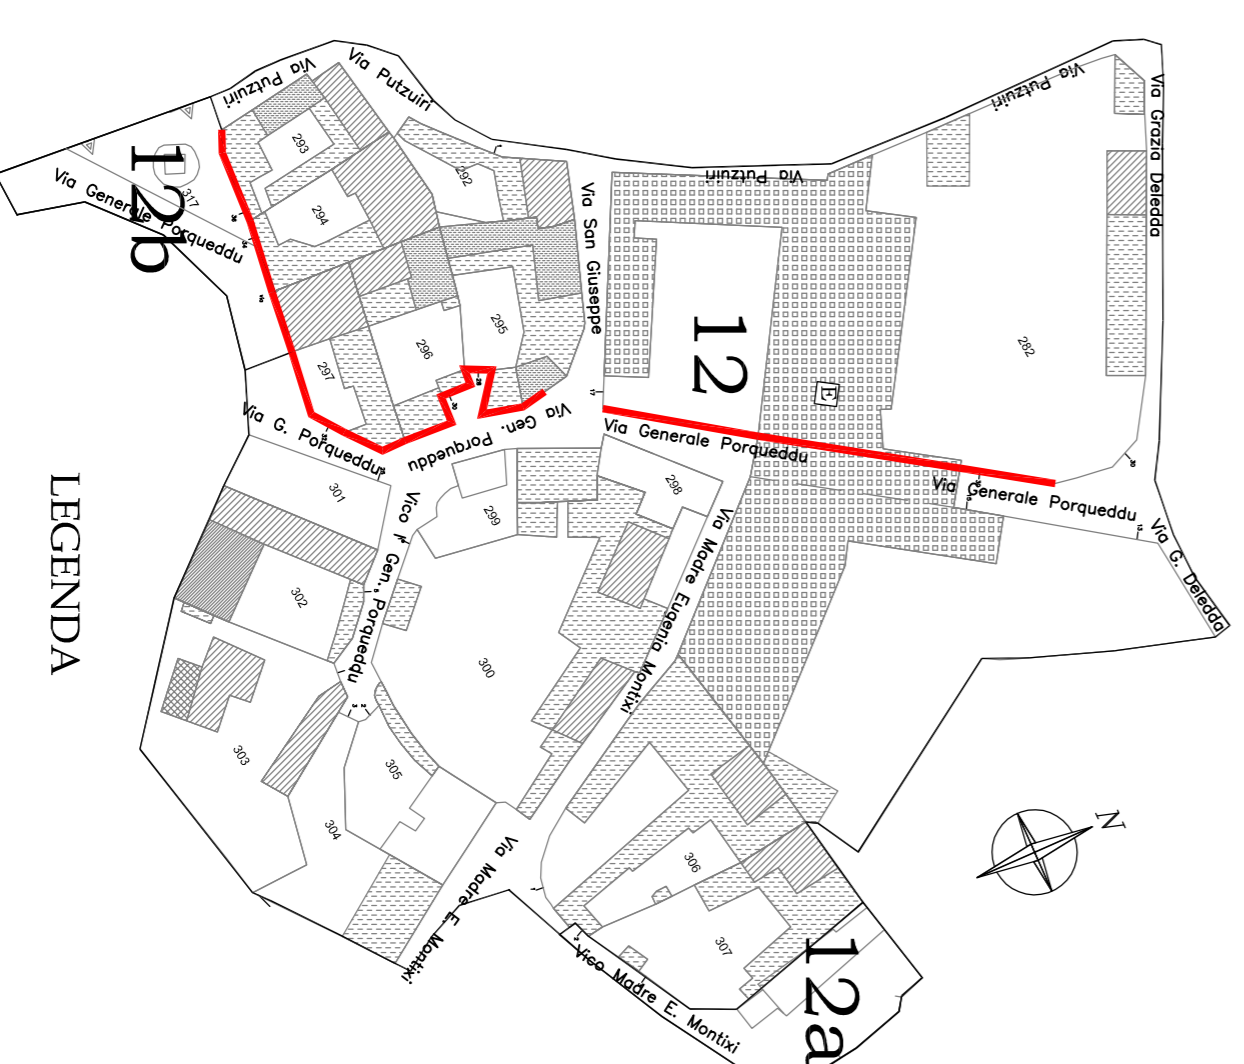 Via Putzuiri
Via Putzuiri
Via Putzuiri
Via Grazia Deledda
293
292
Via Putzuiri
12b
317
Via Generale Porqueddu
294
Via San Giuseppe
295
296
297
12
282
E
Via G. Porqueddu
Via Gen. Porqueddu
Via Generale Porqueddu
Via Generale Porqueddu
Via G. Deledda
LEGENDA
301
Vico I° Gen. Porqueddu
299
298
Via Madre Eugenia Montixi
302
300
303
305
304
Via Madre E. Montixi
306
307
Vico Madre E. Montixi
12a
N